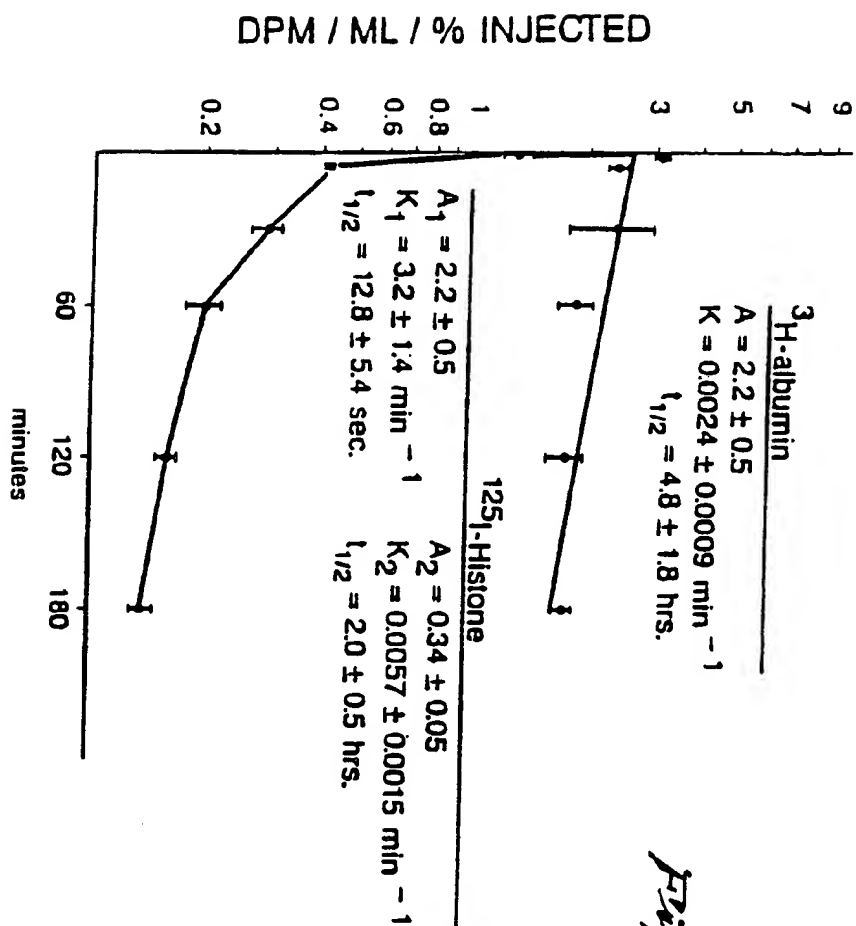 DPM / ML / % INJECTED
9
7
5
3
1
0.8
0.6
0.4
0.2
60
120
180
minutes
³H-albumin
A = 2.2 ± 0.5
K = 0.0024 ± 0.0009 min⁻¹
t₁/₂ = 4.8 ± 1.8 hrs.
¹²⁵I-Histone
A₁ = 2.2 ± 0.5
K₁ = 3.2 ± 1.4 min⁻¹
t₁/₂ = 12.8 ± 5.4 sec.
A₂ = 0.34 ± 0.05
K₂ = 0.0057 ± 0.0015 min⁻¹
t₁/₂ = 2.0 ± 0.5 hrs.